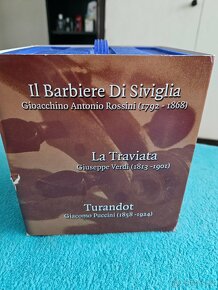 Il Barbiere Di Siviglia
Gioacchino Antonio Rossini (1792 - 1868)
La Traviata
Giuseppe Verdi (1813 -1901)
Turandot
Giacomo Puccini (1858 -1924)